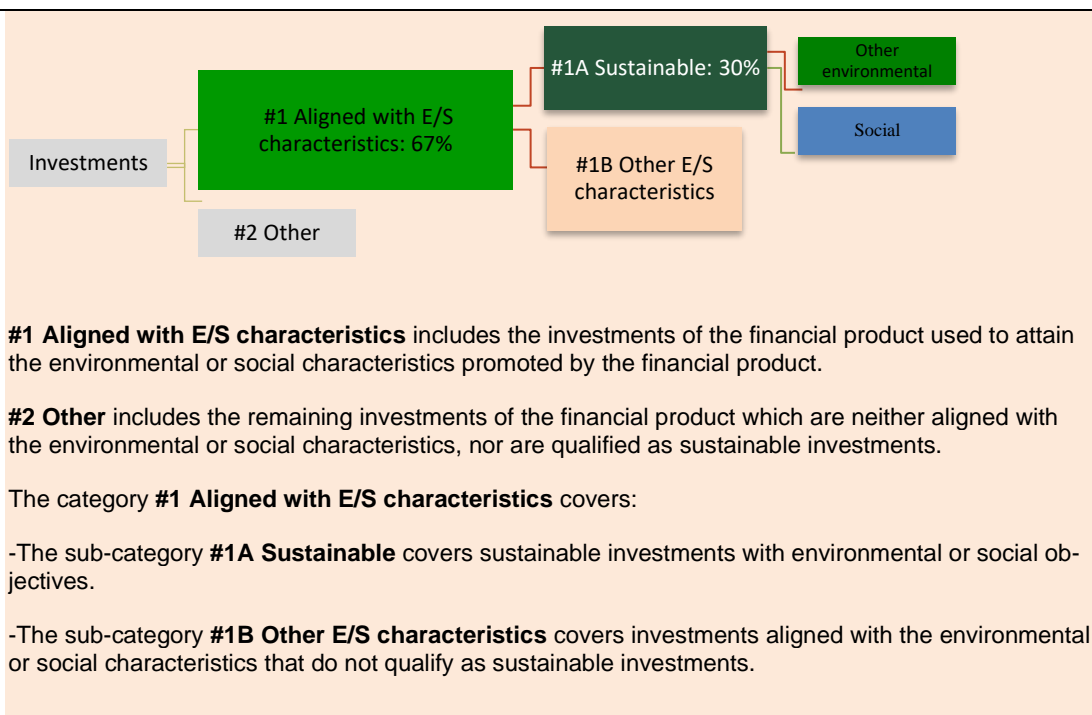 Investments
#1 Aligned with E/S
characteristics: 67%
#2 Other
#1A Sustainable: 30%
#1B Other E/S
characteristics
Other
environmental
Social
#1 Aligned with E/S characteristics includes the investments of the financial product used to attain
the environmental or social characteristics promoted by the financial product.
#2 Other includes the remaining investments of the financial product which are neither aligned with
the environmental or social characteristics, nor are qualified as sustainable investments.
The category #1 Aligned with E/S characteristics covers:
-The sub-category #1A Sustainable covers sustainable investments with environmental or social ob-
jectives.
-The sub-category #1B Other E/S characteristics covers investments aligned with the environmental
or social characteristics that do not qualify as sustainable investments.